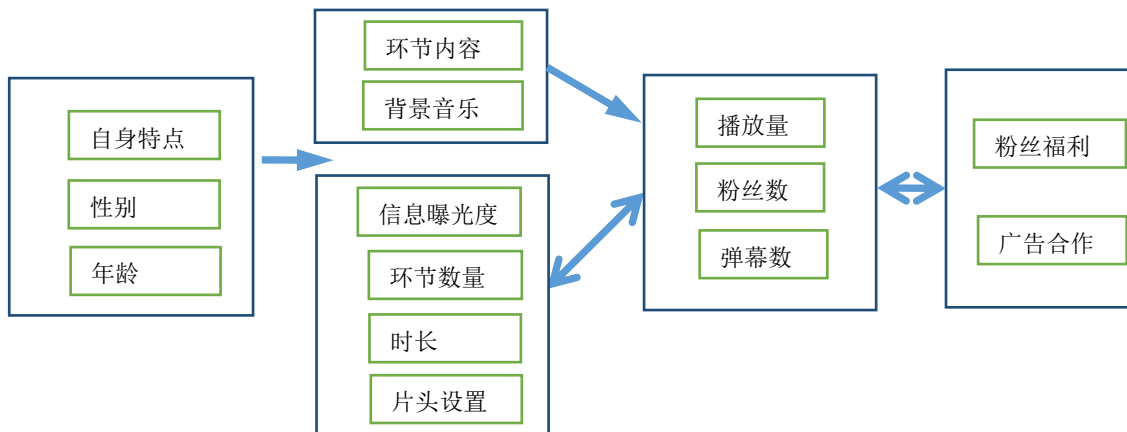 自身特点
性别
年龄
环节内容
背景音乐
信息曝光度
环节数量
时长
片头设置
播放量
粉丝数
弹幕数
粉丝福利
广告合作